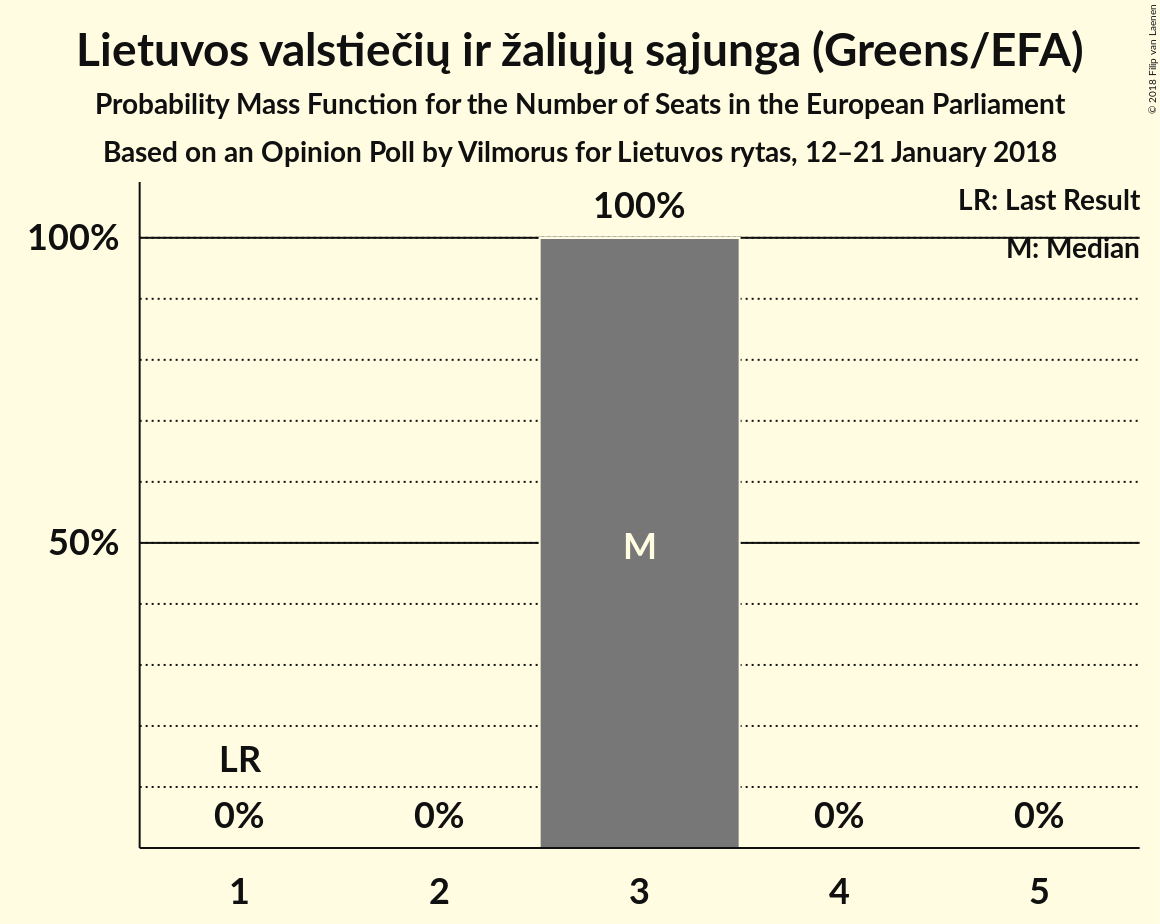 Lietuvos valstiečių ir žaliųjų sąjunga (Greens/EFA)
Probability Mass Function for the Number of Seats in the European Parliament
Based on an Opinion Poll by Vilmorus for Lietuvos rytas, 12–21 January 2018
© 2018 Filip van Laenen
LR: Last Result
M: Median
100%
100%
50%
M
LR
0%
0%
0%
0%
1
2
3
4
5